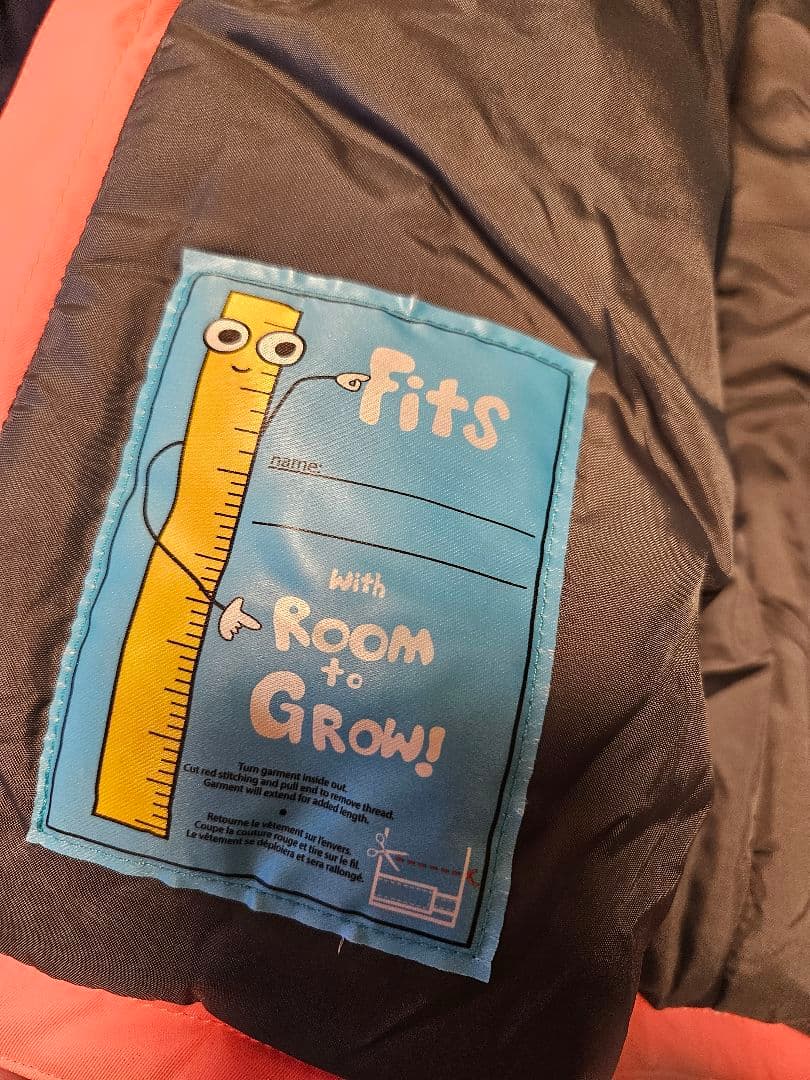 Fits
name:
with
ROOM
to
GROW!
Turn garment inside out.
Cut red stitching and pull end to remove thread.
Garment will extend for added length.
Retourne le vêtement sur l'envers.
Coupe la couture rouge et tire sur le fil.
Le vêtement se déploiera et sera rallongé.